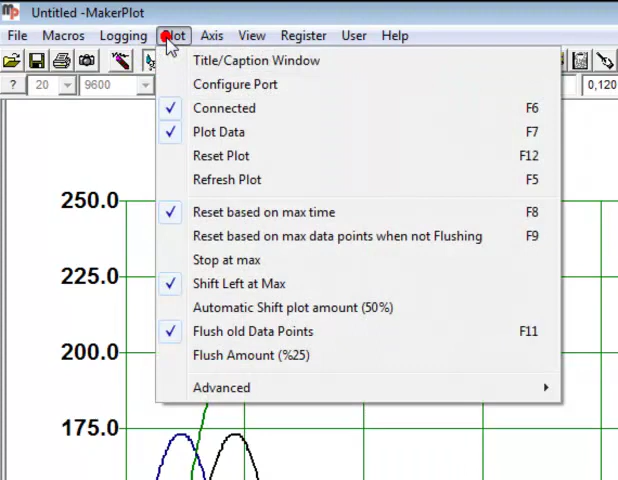 mp Untitled -MakerPlot
File Macros Logging Plot Axis View Register User Help
? 20 9600 0,120
Title/Caption Window
Configure Port
Connected F6
Plot Data F7
Reset Plot F12
Refresh Plot F5
Reset based on max time F8
Reset based on max data points when not Flushing F9
Stop at max
Shift Left at Max
Automatic Shift plot amount (50%)
Flush old Data Points F11
Flush Amount (%25)
Advanced
250.0
225.0
200.0
175.0